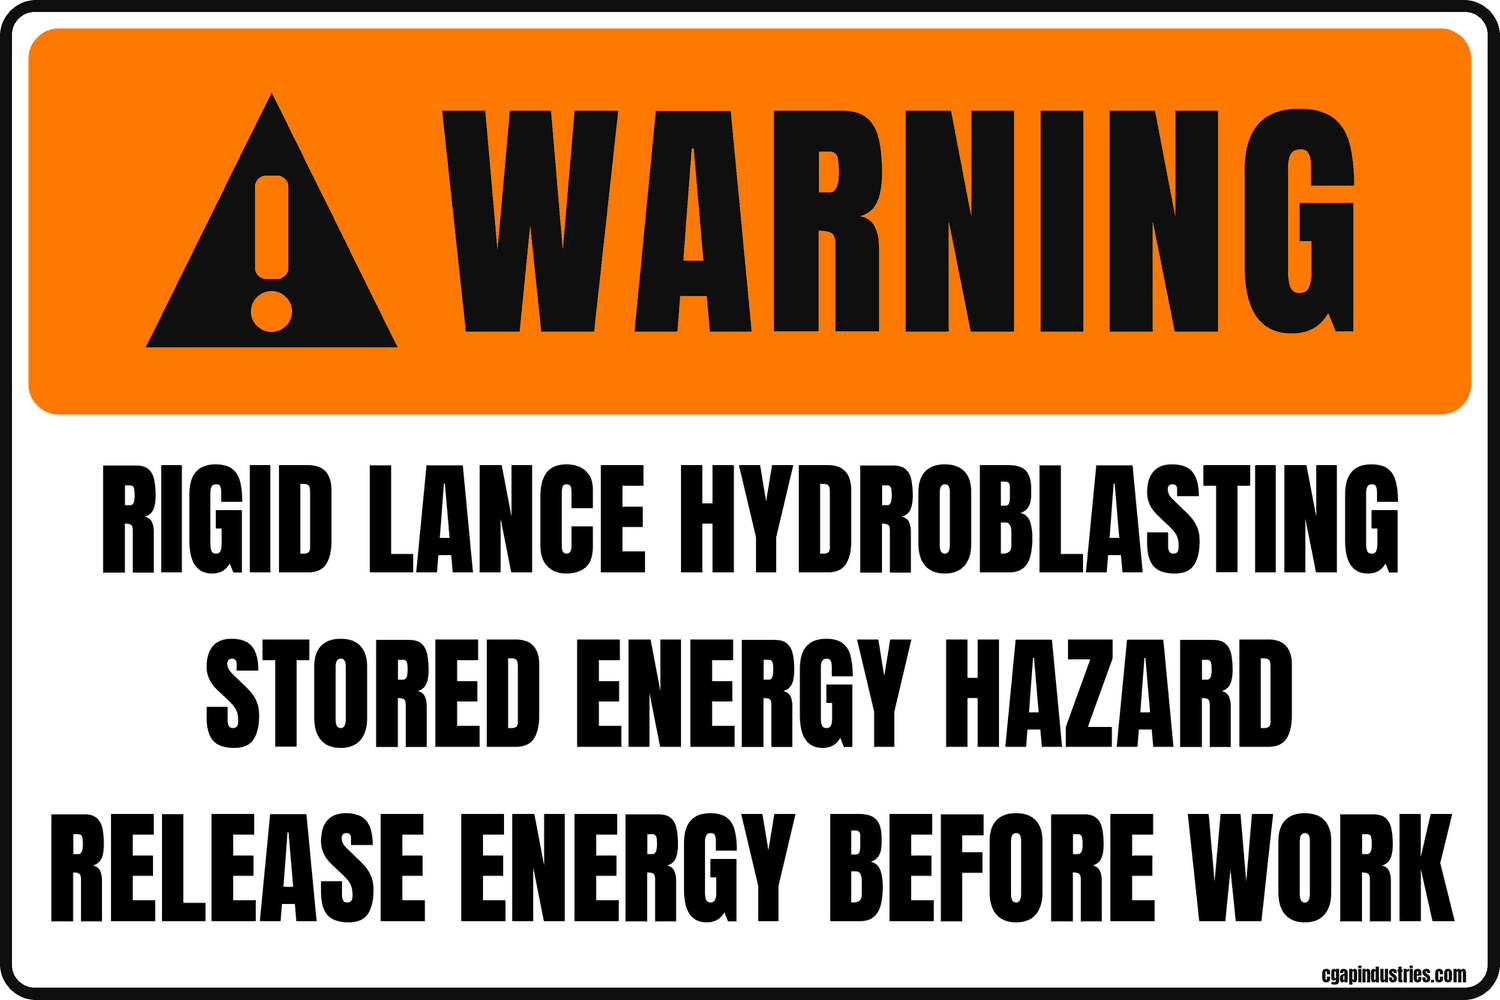 WARNING
RIGID LANCE HYDROBLASTING
STORED ENERGY HAZARD
RELEASE ENERGY BEFORE WORK
cgapindustries.com